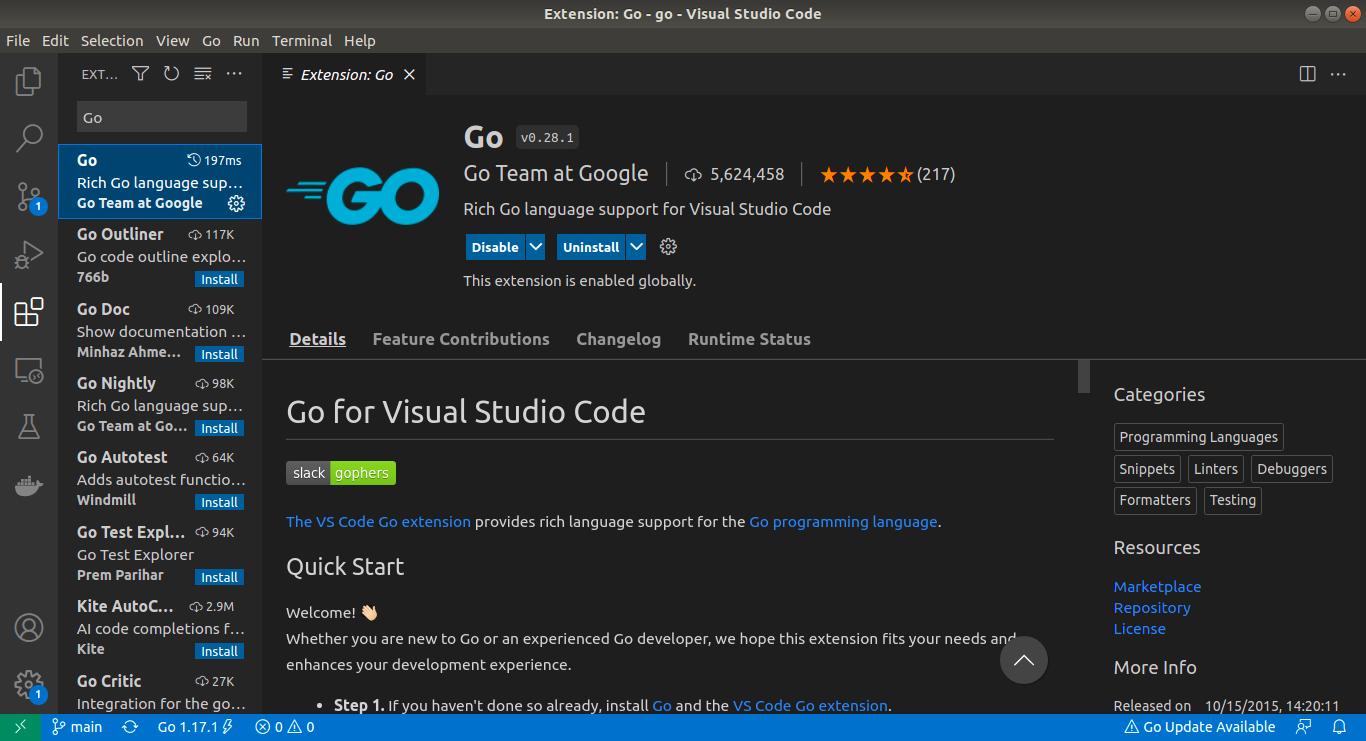 Extension: Go - go - Visual Studio Code
File Edit Selection View Go Run Terminal Help
EXT...
Go
Go 197ms
Rich Go language sup...
Go Team at Google
Go Outliner 117K
Go code outline explo...
766b Install
Go Doc 109K
Show documentation ...
Minhaz Ahme... Install
Go Nightly 98K
Rich Go language sup...
Go Team at Go... Install
Go Autotest 64K
Adds autotest functio...
Windmill Install
Go Test Expl... 94K
Go Test Explorer
Prem Parihar Install
Kite AutoC... 2.9M
AI code completions f...
Kite Install
Go Critic 27K
Integration for the go...
1
1
Extension: Go
GO
Go v0.28.1
Go Team at Google 5,624,458 (217)
Rich Go language support for Visual Studio Code
Disable Uninstall
This extension is enabled globally.
Details Feature Contributions Changelog Runtime Status
Go for Visual Studio Code
slack gophers
The VS Code Go extension provides rich language support for the Go programming language.
Quick Start
Welcome! 👋🏻
Whether you are new to Go or an experienced Go developer, we hope this extension fits your needs and
enhances your development experience.
• Step 1. If you haven't done so already, install Go and the VS Code Go extension.
Categories
Programming Languages
Snippets Linters Debuggers
Formatters Testing
Resources
Marketplace
Repository
License
More Info
Released on 10/15/2015, 14:20:11
main Go 1.17.1 0 0 Go Update Available